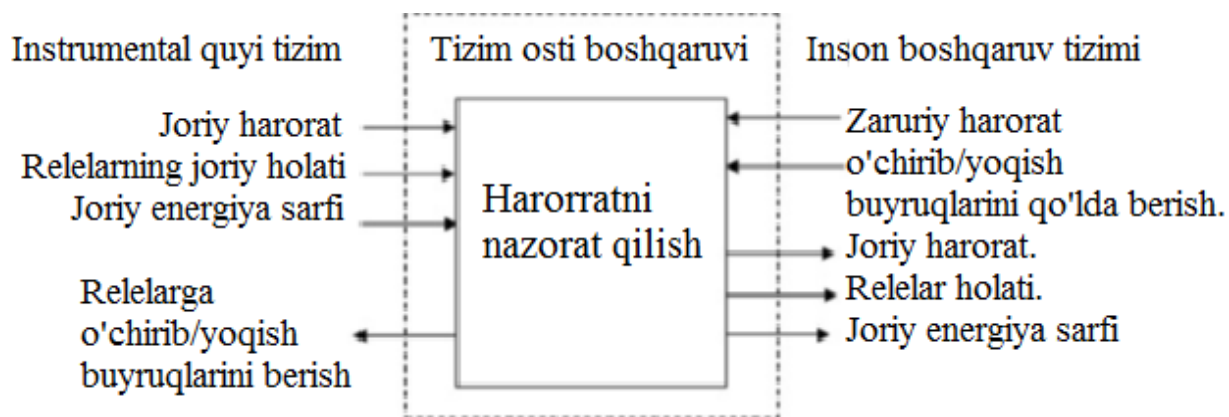 Instrumental quyi tizim
Tizim osti boshqaruvi
Inson boshqaruv tizimi
Joriy harorat
Relelarning joriy holati
Joriy energiya sarfi
Relelarga
o'chirib/yoqish
buyruqlarini berish
Harorratni
nazorat qilish
Zaruriy harorat
o'chirib/yoqish
buyruqlarini qo'lda berish.
Joriy harorat.
Relelar holati.
Joriy energiya sarfi